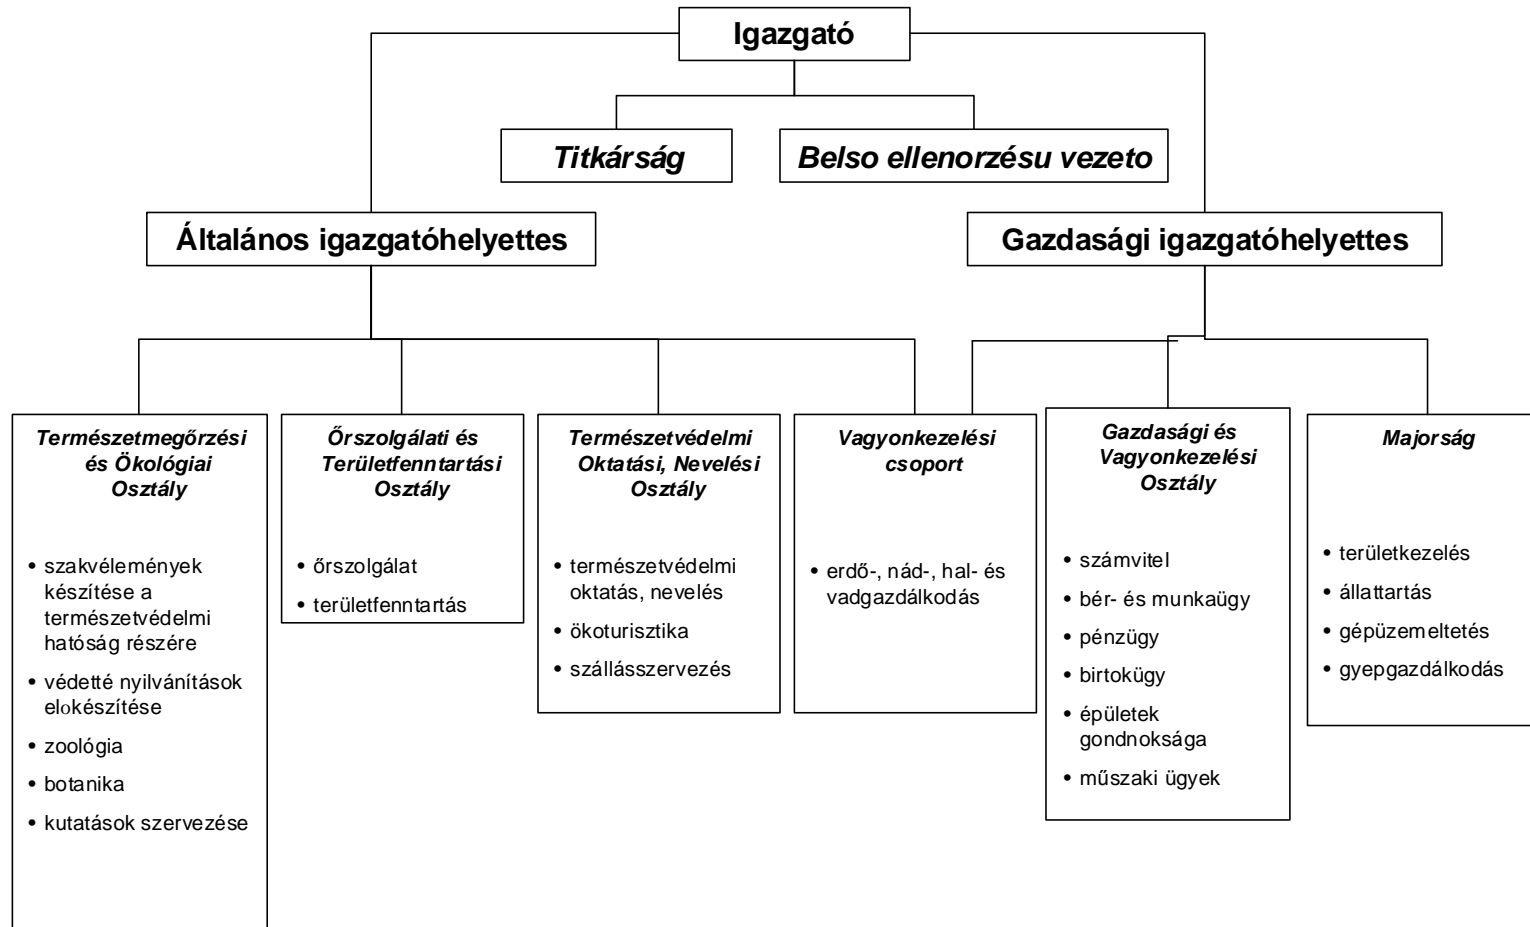 Igazgató
Titkárság
Belso ellenorzésu vezeto
Általános igazgatóhelyettes
Gazdasági igazgatóhelyettes
Természetmegőrzési
és Ökológiai
Osztály
• szakvélemények
készítése a
természetvédelmi
hatóság részére
• védetté nyilvánítások
elokészítése
• zoológia
• botanika
• kutatások szervezése
Őrszolgálati és
Területfenntartási
Osztály
• őrszolgálat
• területfenntartás
Természetvédelmi
Oktatási, Nevelési
Osztály
• természetvédelmi
oktatás, nevelés
• ökoturisztika
• szállásszervezés
Vagyonkezelési
csoport
• erdő-, nád-, hal- és
vadgazdálkodás
Gazdasági és
Vagyonkezelési
Osztály
• számvitel
• bér- és munkaügy
• pénzügy
• birtokügy
• épületek
gondnoksága
• műszaki ügyek
Majorság
• területkezelés
• állattartás
• gépüzemeltetés
• gyepgazdálkodás